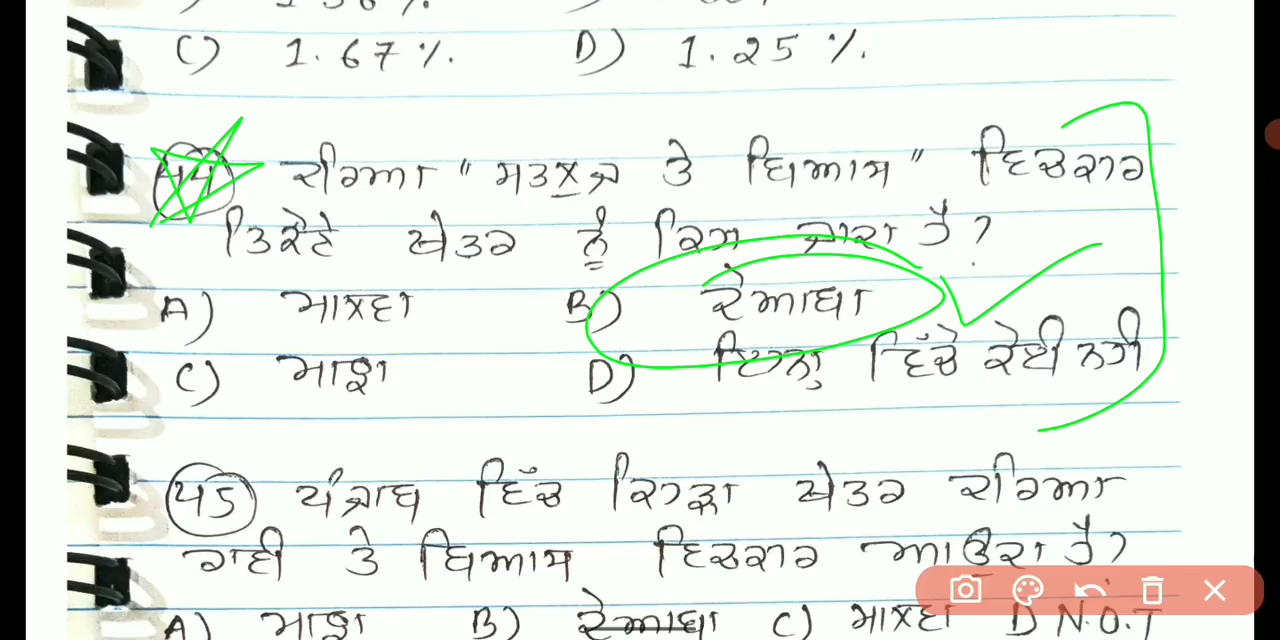 C) 1.67%. D) 1.25%.
44 ਦਰਿਆ "ਸਤਲੁਜ ਤੇ ਬਿਆਸ" ਵਿਚਕਾਰ
ਤਿਕੋਣੇ ਖੇਤਰ ਨੂੰ ਕਿਸ ਜਾਂਦਾ ਹੈ?
A) ਮਾਲਵਾ B) ਦੋਆਬਾ
C) ਮਾਝਾ D) ਇਹਨਾਂ ਵਿੱਚੋਂ ਕੋਈ ਨਹੀ
45 ਪੰਜਾਬ ਵਿੱਚ ਕਿਹੜਾ ਖੇਤਰ ਦਰਿਆ
ਰਾਵੀ ਤੇ ਬਿਆਸ ਵਿਚਕਾਰ ਆਉਂਦਾ ਹੈ?
A) ਮਾਝਾ B) ਦੋਆਬਾ C) ਮਾਲਵਾ D N.O.T